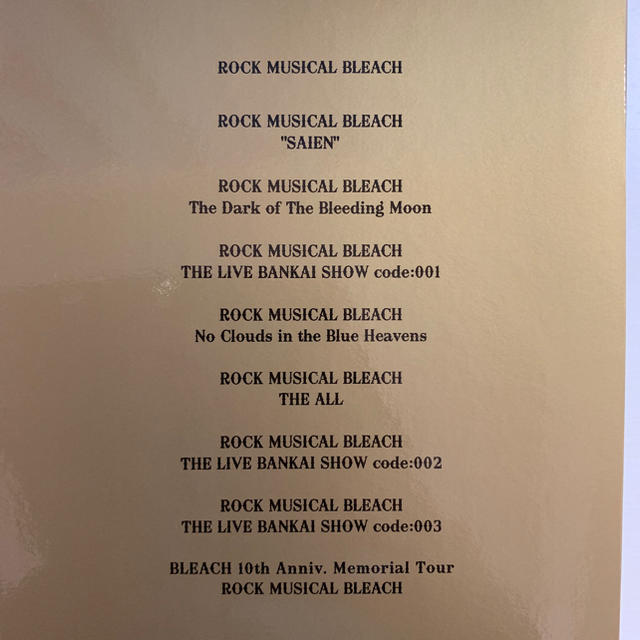 ROCK MUSICAL BLEACH
ROCK MUSICAL BLEACH
"SAIEN"
ROCK MUSICAL BLEACH
The Dark of The Bleeding Moon
ROCK MUSICAL BLEACH
THE LIVE BANKAI SHOW code:001
ROCK MUSICAL BLEACH
No Clouds in the Blue Heavens
ROCK MUSICAL BLEACH
THE ALL
ROCK MUSICAL BLEACH
THE LIVE BANKAI SHOW code:002
ROCK MUSICAL BLEACH
THE LIVE BANKAI SHOW code:003
BLEACH 10th Anniv. Memorial Tour
ROCK MUSICAL BLEACH